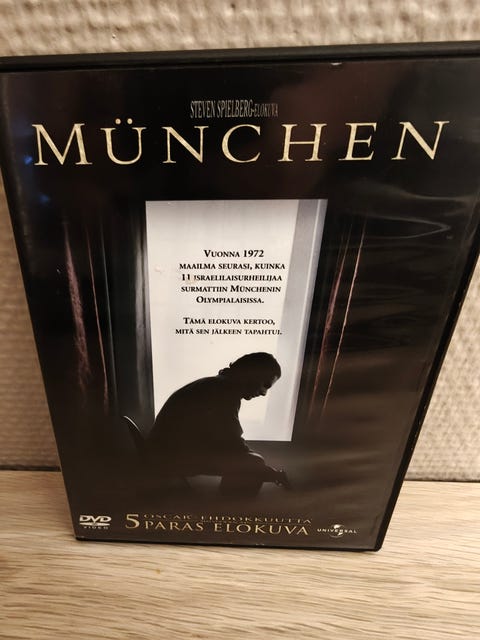 STEVEN SPIELBERG-ELOKUVA
MÜNCHEN
VUONNA 1972
MAAILMA SEURASI, KUINKA
11 ISRAELILAISURHEILIJAA
SURMATTIIN MÜNCHENIN
OLYMPIALAISISSA.
TÄMÄ ELOKUVA KERTOO,
MITÄ SEN JÄLKEEN TAPAHTUI.
DVD
VIDEO
5 OSCAR-EHDOKKUUTTA
PARAS ELOKUVA
UNIVERSAL